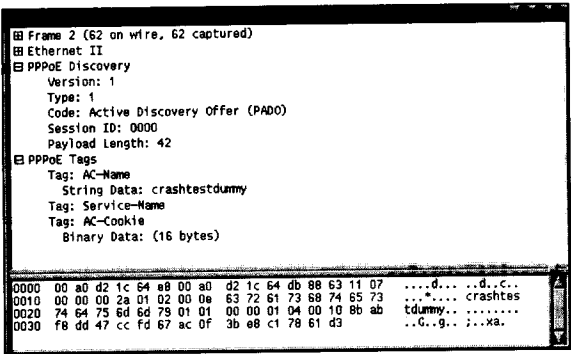 Frame 2 (62 on wire, 62 captured)
Ethernet II
PPPoE Discovery
Version: 1
Type: 1
Code: Active Discovery Offer (PADO)
Session ID: 0000
Payload Length: 42
PPPoE Tags
Tag: AC-Name
String Data: crashtestdummy
Tag: Service-Name
Tag: AC-Cookie
Binary Data: (16 bytes)
0000 00 a0 d2 1c 64 e8 00 a0 d2 1c 64 db 88 63 11 07 ....d... ..d..c..
0010 00 00 00 2a 01 02 00 0e 63 72 61 73 68 74 65 73 ...*.... crashtes
0020 74 64 75 6d 6d 79 01 01 00 00 01 04 00 10 8b ab tdummy.. ........
0030 f8 dd 47 cc fd 67 ac 0f 3b e8 c1 78 61 d3 ..G..g.. ;..xa.